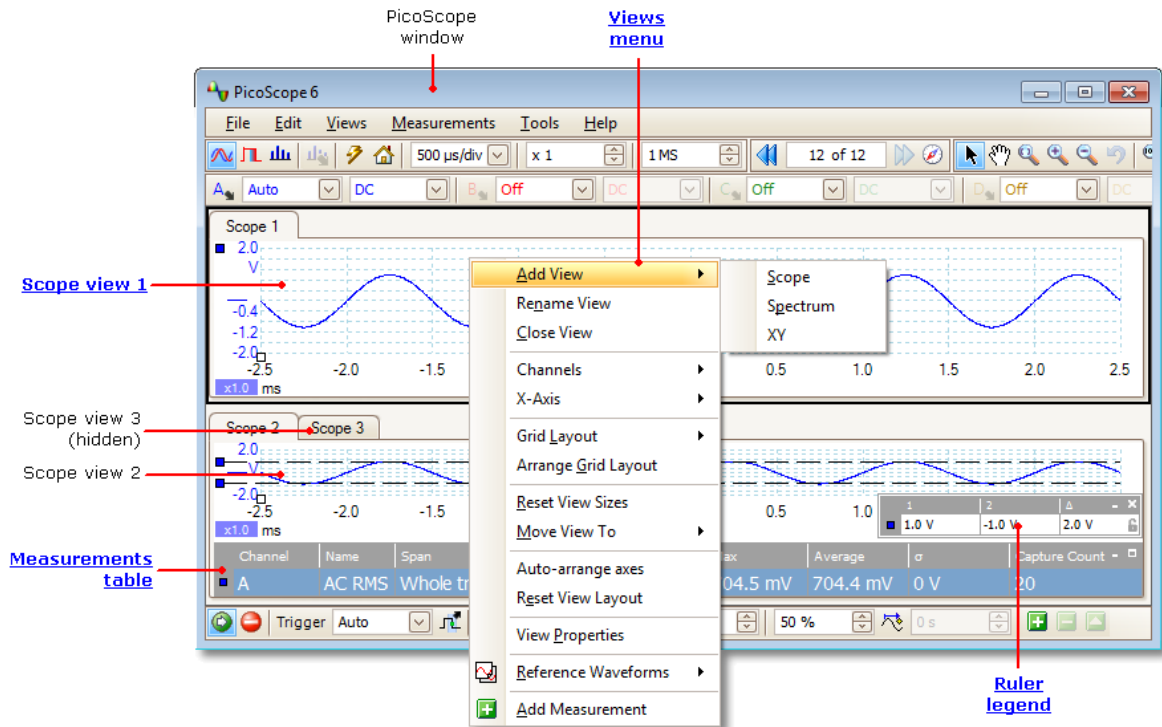 PicoScope
window
Views
menu
PicoScope 6
File Edit Views Measurements Tools Help
500 µs/div x 1 1 MS 12 of 12
A Auto DC B Off DC C Off DC D Off DC
Scope 1
2.0
V
-0.4
-1.2
-2.0
-2.5 -2.0 -1.5 0.5 1.0 1.5 2.0 2.5
x1.0 ms
Scope view 1
Add View
Rename View
Close View
Channels
X-Axis
Grid Layout
Arrange Grid Layout
Reset View Sizes
Move View To
Auto-arrange axes
Reset View Layout
View Properties
Reference Waveforms
Add Measurement
Scope
Spectrum
XY
Scope view 3
(hidden)
Scope view 2
Scope 2 Scope 3
2.0
V
-2.0
-2.5 -2.0 -1.5 0.5 1.0
x1.0 ms
1 2 Δ
1.0 V -1.0 V 2.0 V
Measurements
table
Channel Name Span Average σ Capture Count
A AC RMS Whole 704.4 mV 0 V 20
Trigger Auto 50 % 0 s
Ruler
legend